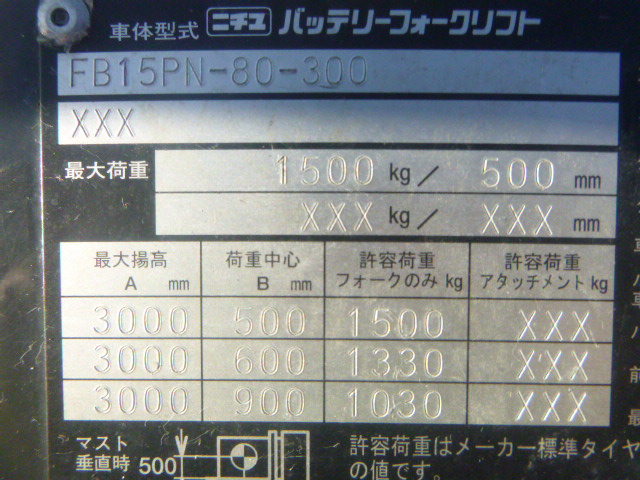 車体型式 ニチユ バッテリーフォークリフト
FB15PN-80-300
XXX
最大荷重 1500 kg / 500 mm
XXX kg / XXX mm
最大揚高 荷重中心 許容荷重 許容荷重
A mm B mm フォークのみ kg アタッチメント kg
3000 500 1500 XXX
3000 600 1330 XXX
3000 900 1030 XXX
マスト 許容荷重はメーカー標準タイヤ
垂直時 500 の値です。